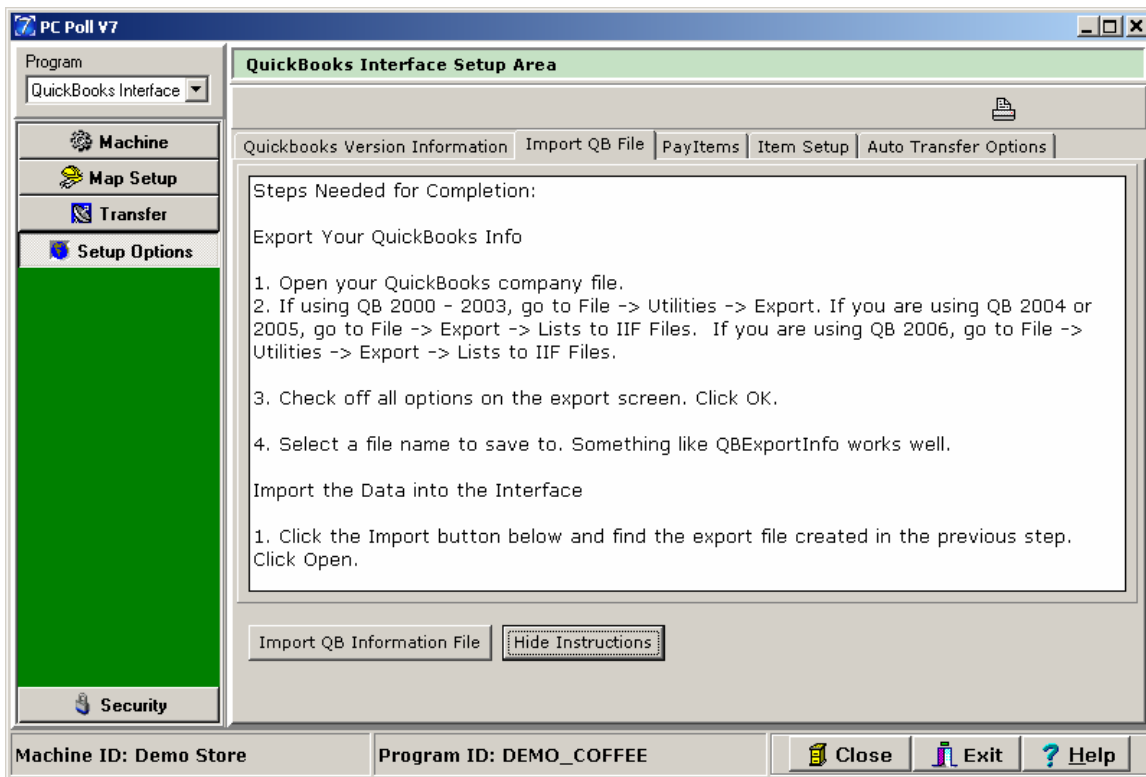 PC Poll V7
Program
QuickBooks Interface
Machine
Map Setup
Transfer
Setup Options
Security
QuickBooks Interface Setup Area
Quickbooks Version Information
Import QB File
PayItems
Item Setup
Auto Transfer Options
Steps Needed for Completion:
Export Your QuickBooks Info
1. Open your QuickBooks company file.
2. If using QB 2000 - 2003, go to File -> Utilities -> Export. If you are using QB 2004 or
2005, go to File -> Export -> Lists to IIF Files.  If you are using QB 2006, go to File ->
Utilities -> Export -> Lists to IIF Files.
3. Check off all options on the export screen. Click OK.
4. Select a file name to save to. Something like QBExportInfo works well.
Import the Data into the Interface
1. Click the Import button below and find the export file created in the previous step.
Click Open.
Import QB Information File
Hide Instructions
Machine ID: Demo Store
Program ID: DEMO_COFFEE
Close
Exit
Help